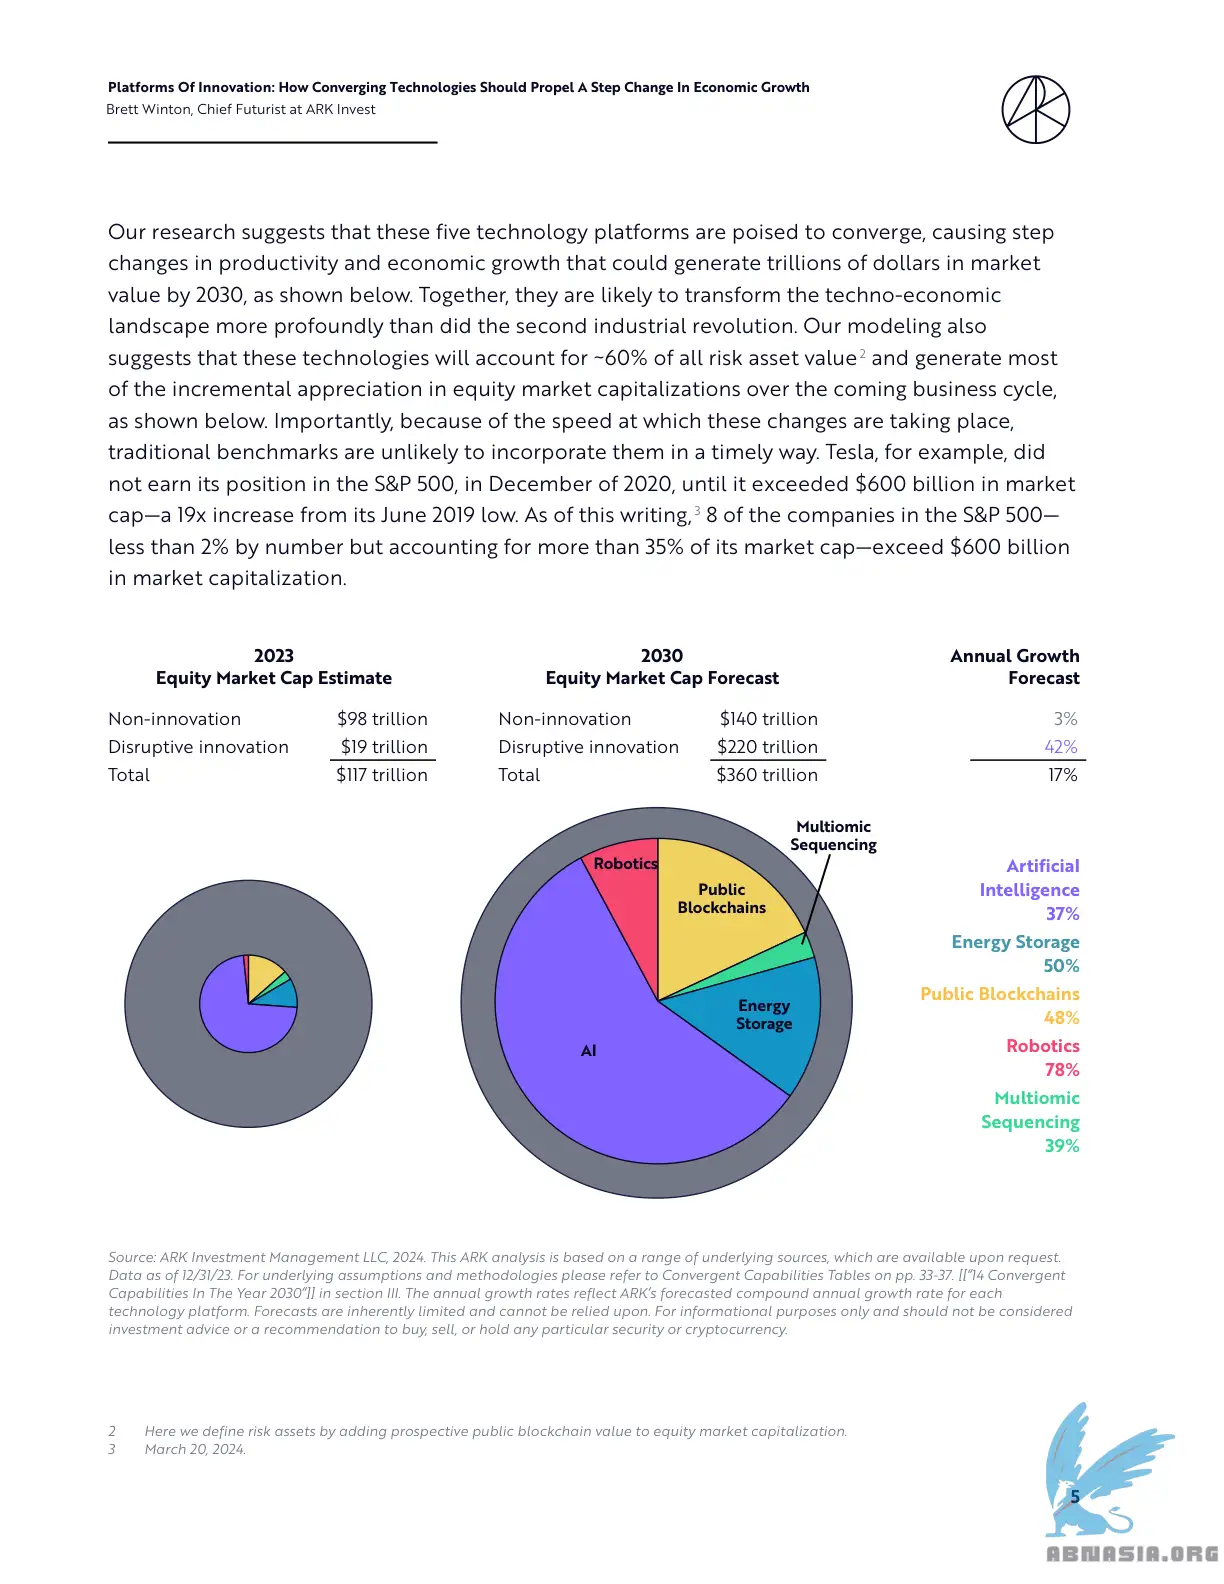 Platforms Of Innovation: How Converging Technologies Should Propel A Step Change In Economic Growth
Brett Winton, Chief Futurist at ARK Invest
Our research suggests that these five technology platforms are poised to converge, causing step
changes in productivity and economic growth that could generate trillions of dollars in market
value by 2030, as shown below. Together, they are likely to transform the techno-economic
landscape more profoundly than did the second industrial revolution. Our modeling also
suggests that these technologies will account for ~60% of all risk asset value 2 and generate most
of the incremental appreciation in equity market capitalizations over the coming business cycle,
as shown below. Importantly, because of the speed at which these changes are taking place,
traditional benchmarks are unlikely to incorporate them in a timely way. Tesla, for example, did
not earn its position in the S&P 500, in December of 2020, until it exceeded $600 billion in market
cap—a 19x increase from its June 2019 low. As of this writing, 3 8 of the companies in the S&P 500—
less than 2% by number but accounting for more than 35% of its market cap—exceed $600 billion
in market capitalization.
2023
Equity Market Cap Estimate
Non-innovation $98 trillion
Disruptive innovation $19 trillion
Total $117 trillion
2030
Equity Market Cap Forecast
Non-innovation $140 trillion
Disruptive innovation $220 trillion
Total $360 trillion
Annual Growth
Forecast
3%
42%
17%
Multiomic
Sequencing
Robotics
Public
Blockchains
Energy
Storage
AI
Artificial
Intelligence
37%
Energy Storage
50%
Public Blockchains
48%
Robotics
78%
Multiomic
Sequencing
39%
Source: ARK Investment Management LLC, 2024. This ARK analysis is based on a range of underlying sources, which are available upon request.
Data as of 12/31/23. For underlying assumptions and methodologies please refer to Convergent Capabilities Tables on pp. 33-37. [["14 Convergent
Capabilities In The Year 2030"]] in section III. The annual growth rates reflect ARK's forecasted compound annual growth rate for each
technology platform. Forecasts are inherently limited and cannot be relied upon. For informational purposes only and should not be considered
investment advice or a recommendation to buy, sell, or hold any particular security or cryptocurrency.
2 Here we define risk assets by adding prospective public blockchain value to equity market capitalization.
3 March 20, 2024.
5
ABNASIA.ORG